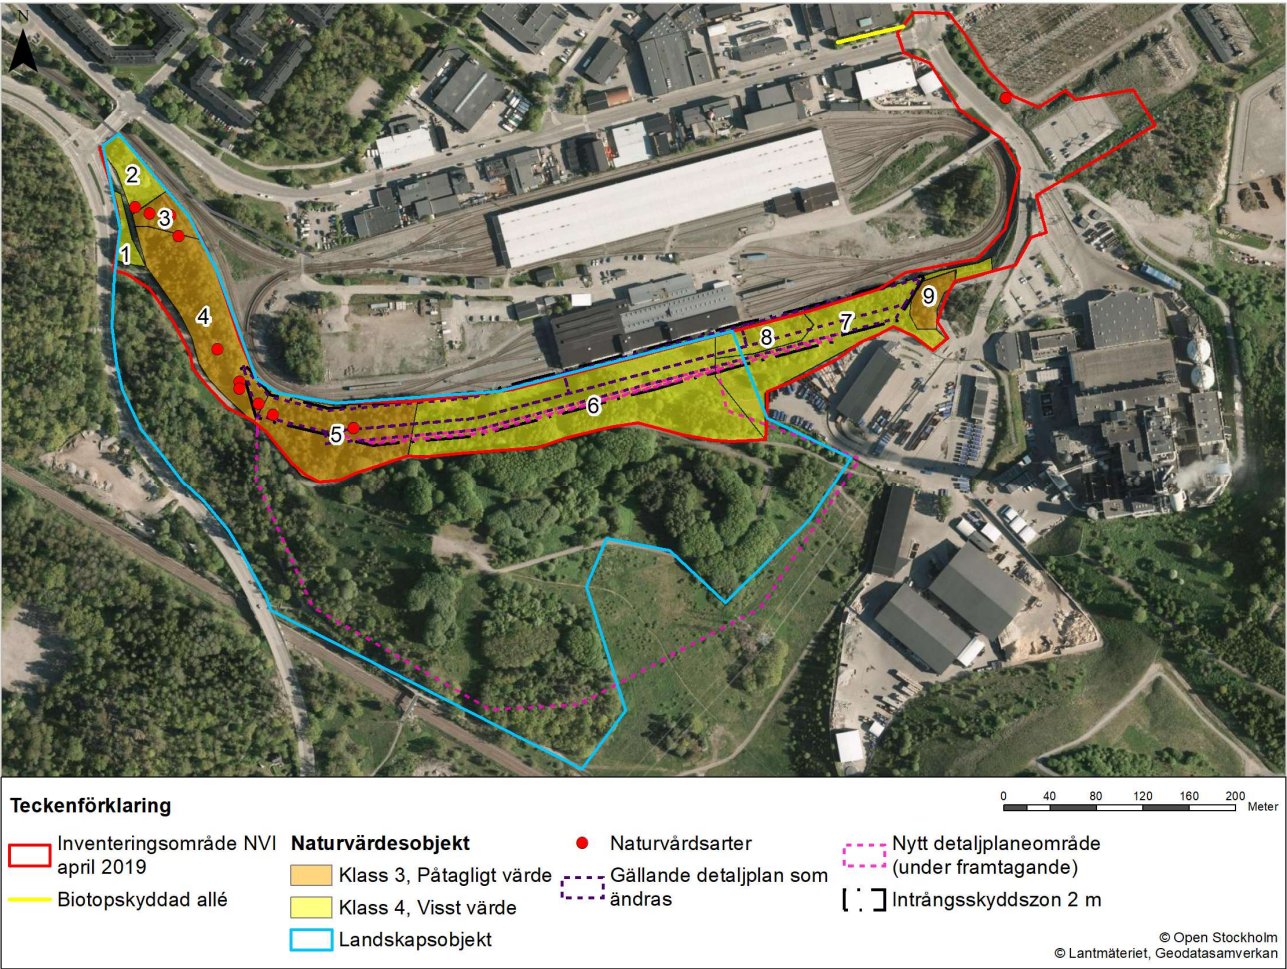 N
2
3
1
4
5
6
8
7
9
Teckenförklaring
Inventeringsområde NVI
april 2019
Biotopskyddad allé
Naturvärdesobjekt
Klass 3, Påtagligt värde
Klass 4, Visst värde
Landskapsobjekt
Naturvårdsarter
Gällande detaljplan som
ändras
0 40 80 120 160 200
Meter
Nytt detaljplaneområde
(under framtagande)
Intrångsskyddszon 2 m
© Open Stockholm
© Lantmäteriet, Geodatasamverkan